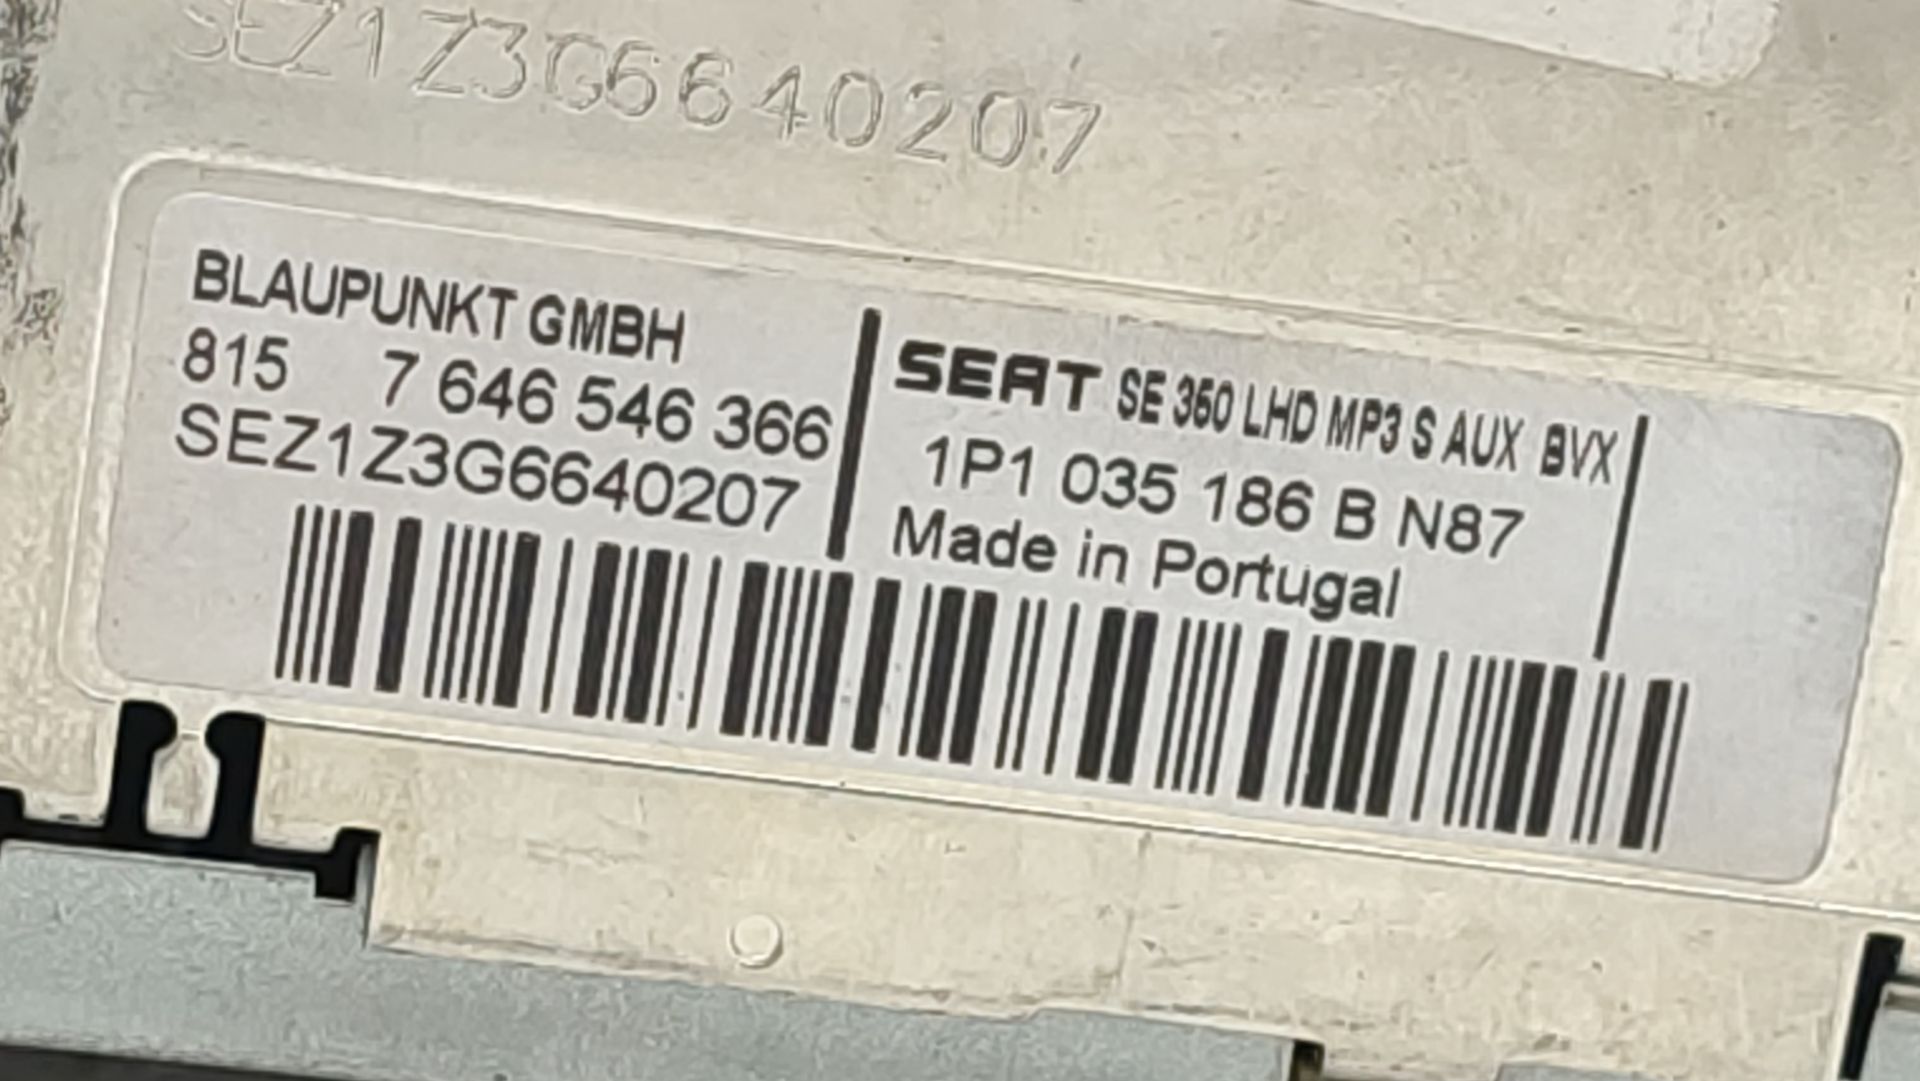 SEZ1Z3G6640207
BLAUPUNKT GMBH
815 7 646 546 366
SEZ1Z3G6640207
SEAT SE 360 LHD MP3 S AUX BVX
1P1 035 186 B N87
Made in Portugal